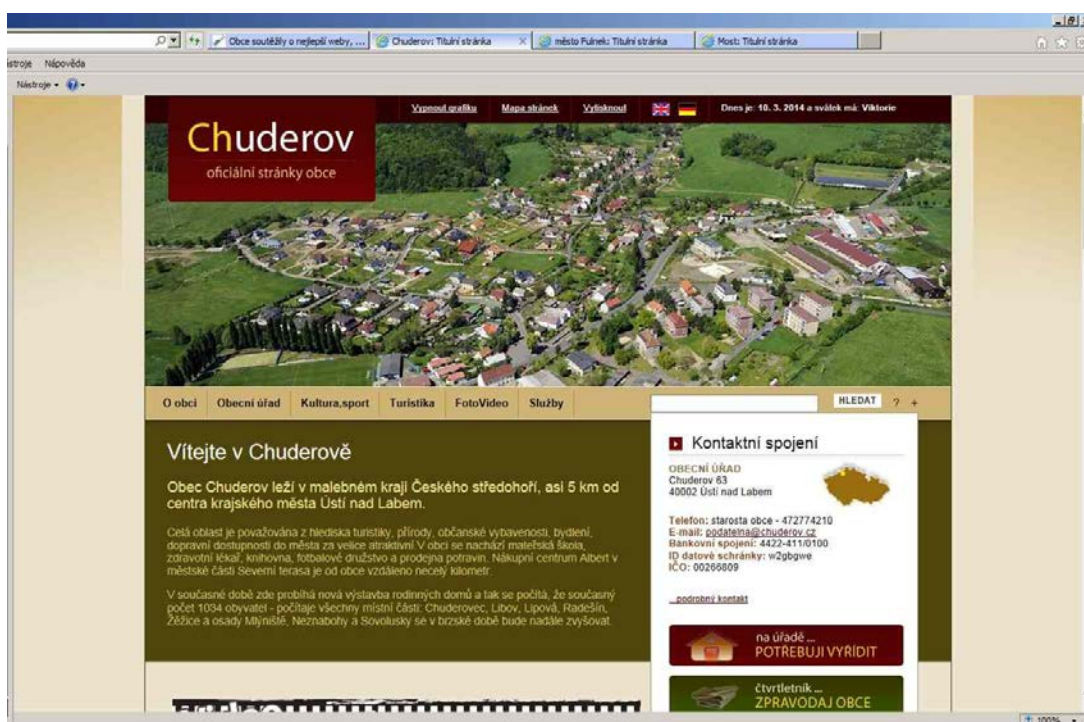 Obce soutěžily o nejlepší weby, ...
Chuderov: Titulní stránka
město Fulnek: Titulní stránka
Most: Titulní stránka
Nápověda
Nástroje
Vypnout grafiku
Mapa stránek
Vytisknout
Dnes je: 10. 3. 2014 a svátek má: Viktorie
Chuderov
oficiální stránky obce
O obci
Obecní úřad
Kultura,sport
Turistika
FotoVideo
Služby
HLEDAT
?
+
Vítejte v Chuderově
Obec Chuderov leží v malebném kraji Českého středohoří, asi 5 km od
centra krajského města Ústí nad Labem.
Celá oblast je považována z hlediska turistiky, přírody, občanské vybavenosti, bydlení,
dopravní dostupnosti do města za velice atraktivní.V obci se nachází mateřská škola,
zdravotní lékař, knihovna, fotbalové družstvo a prodejna potravin. Nákupní centrum Albert v
městské části Severní terasa je od obce vzdáleno necelý kilometr.
V současné době zde probíhá nová výstavba rodinných domů a tak se počítá, že současný
počet 1034 obyvatel - počítaje všechny místní části: Chuderovec, Libov, Lipová, Radešín,
Žežice a osady Mlýniště, Neznabohy a Sovolusky se v brzské době bude nadále zvyšovat.
Kontaktní spojení
OBECNÍ ÚŘAD
Chuderov 63
40002 Ústí nad Labem
Telefon: starosta obce - 472774210
E-mail: podatelna@chuderov.cz
Bankovní spojení: 4422-411/0100
ID datové schránky: w2gbgwe
IČO: 00266809
...podrobný kontakt
na úřadě ...
POTŘEBUJI VYŘÍDIT
čtvrtletník ...
ZPRAVODAJ OBCE
100%